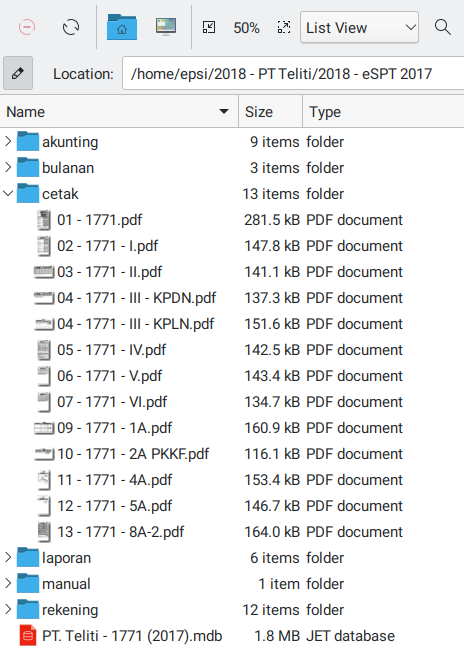 50% List View
Location: /home/epsi/2018 - PT Teliti/2018 - eSPT 2017
Name Size Type
akunting 9 items folder
bulanan 3 items folder
cetak 13 items folder
01 - 1771.pdf 281.5 kB PDF document
02 - 1771 - I.pdf 147.8 kB PDF document
03 - 1771 - II.pdf 141.1 kB PDF document
04 - 1771 - III - KPDN.pdf 137.3 kB PDF document
04 - 1771 - III - KPLN.pdf 151.6 kB PDF document
05 - 1771 - IV.pdf 142.5 kB PDF document
06 - 1771 - V.pdf 143.4 kB PDF document
07 - 1771 - VI.pdf 134.7 kB PDF document
09 - 1771 - 1A.pdf 160.9 kB PDF document
10 - 1771 - 2A PKKF.pdf 116.1 kB PDF document
11 - 1771 - 4A.pdf 153.4 kB PDF document
12 - 1771 - 5A.pdf 146.7 kB PDF document
13 - 1771 - 8A-2.pdf 164.0 kB PDF document
laporan 6 items folder
manual 1 item folder
rekening 12 items folder
PT. Teliti - 1771 (2017).mdb 1.8 MB JET database